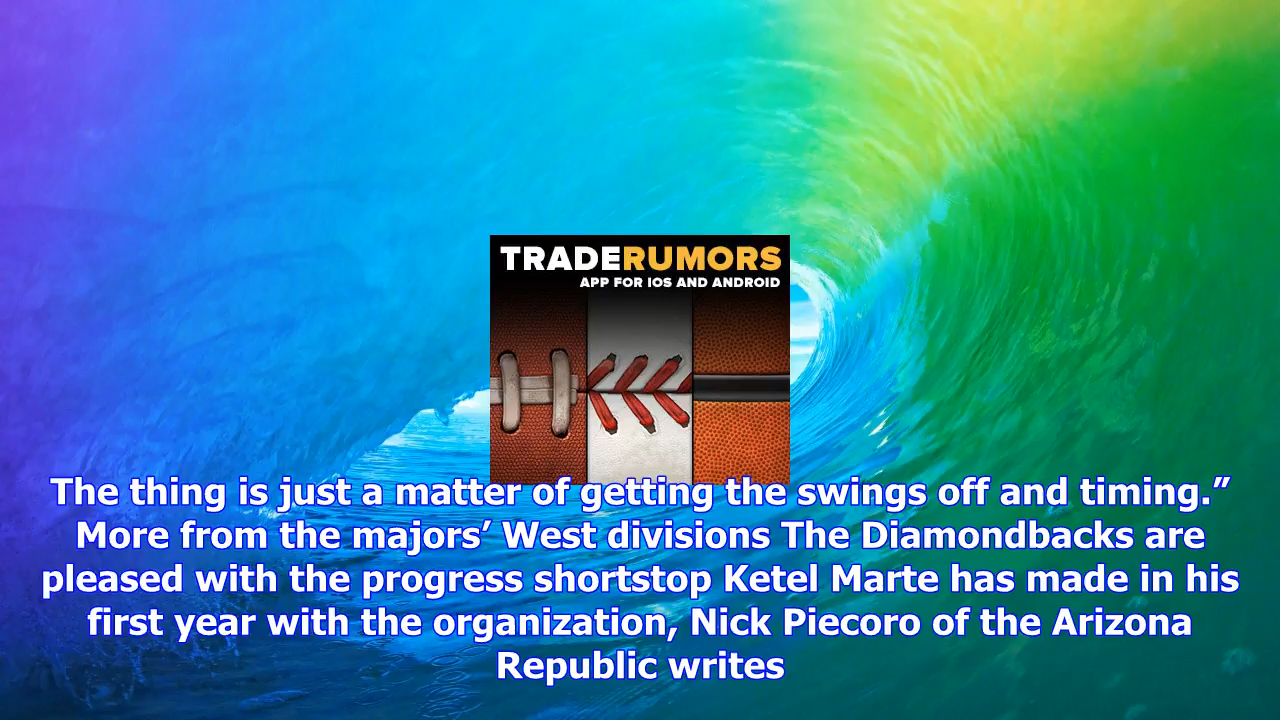 TRADERUMORS
APP FOR IOS AND ANDROID
The thing is just a matter of getting the swings off and timing.”
More from the majors’ West divisions The Diamondbacks are
pleased with the progress shortstop Ketel Marte has made in his
first year with the organization, Nick Piecoro of the Arizona
Republic writes